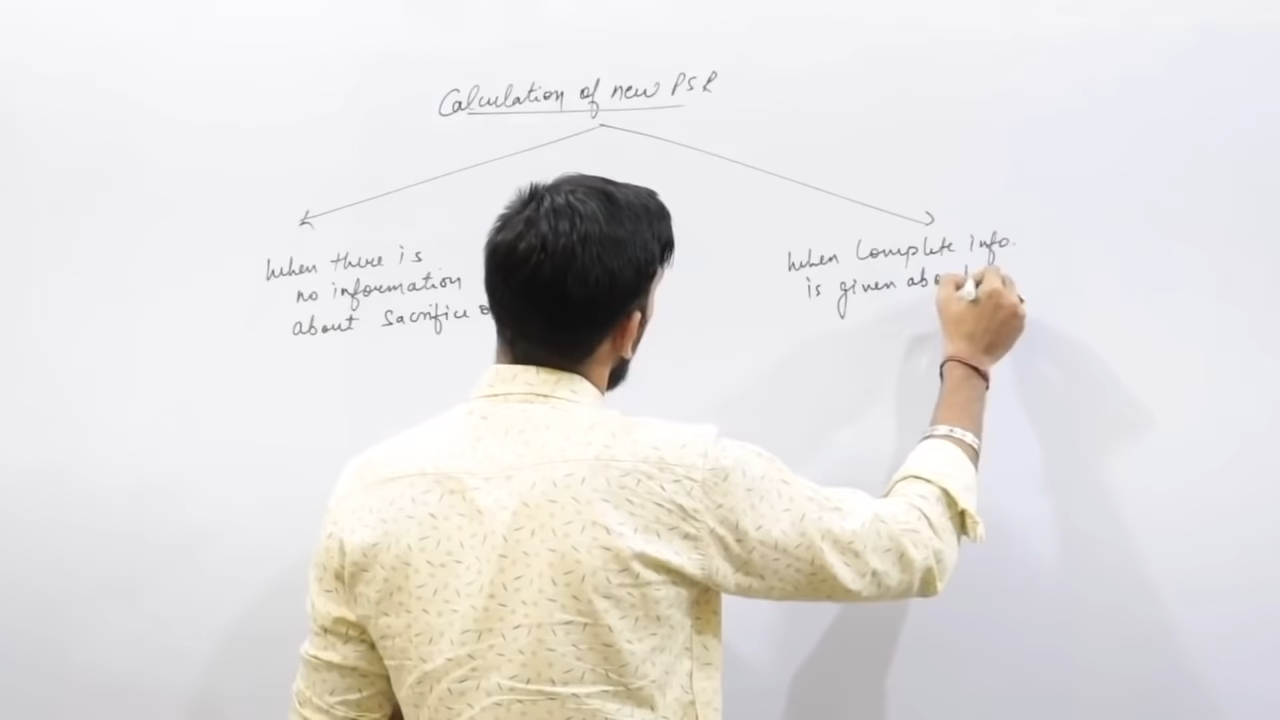 Calculation of new PSR
When there is
no information
about Sacrifice
When Complete info.
is given